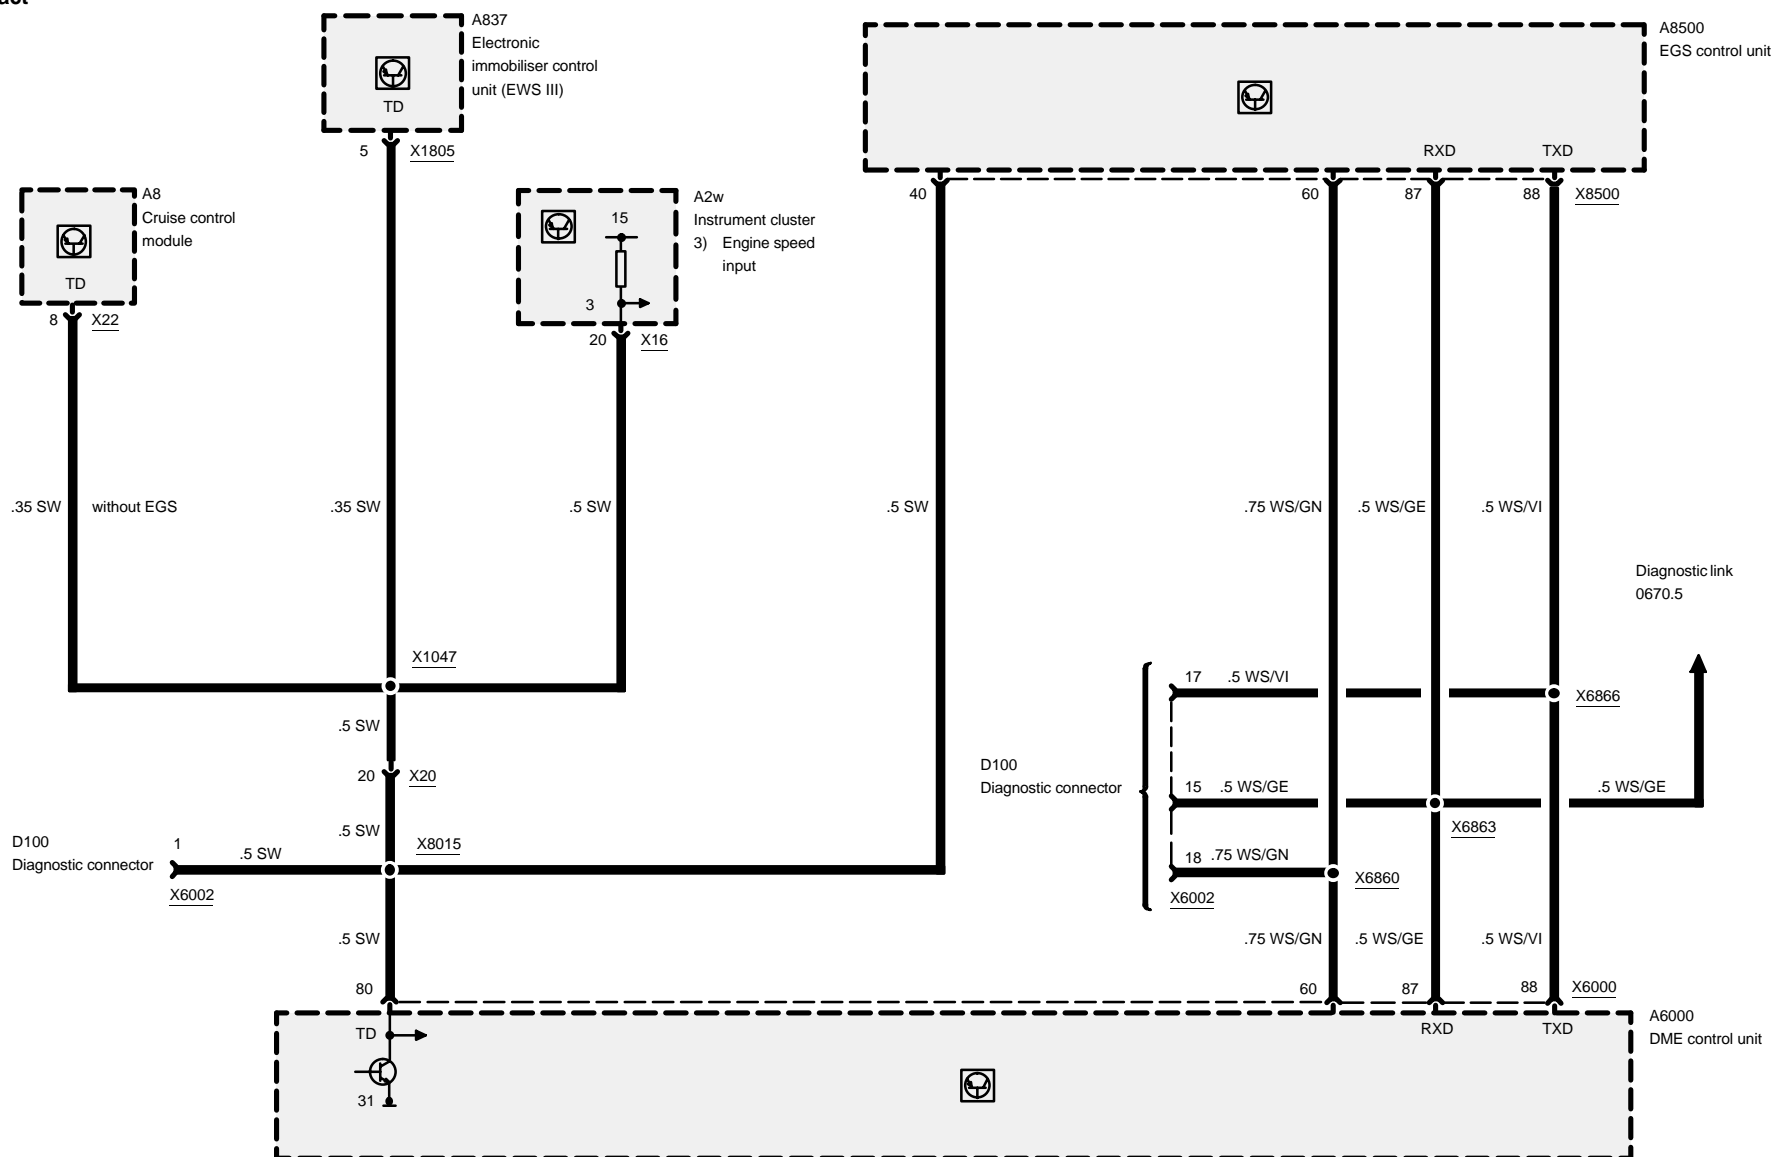 A837
Electronic
immobiliser control
unit (EWS III)
TD
5 X1805
A8500
EGS control unit
RXD TXD
40 60 87 88 X8500
A8
Cruise control
module
TD
8 X22
A2w
Instrument cluster
3) Engine speed
input
15
3
20 X16
.35 SW without EGS .35 SW .5 SW .5 SW .75 WS/GN .5 WS/GE .5 WS/VI
Diagnostic link
0670.5
X1047
17 .5 WS/VI
X6866
.5 SW
20 X20
D100
Diagnostic connector
15 .5 WS/GE .5 WS/GE
X6863
.5 SW X8015
D100
Diagnostic connector
1 .5 SW
X6002
18 .75 WS/GN
X6860
X6002
.5 SW .75 WS/GN .5 WS/GE .5 WS/VI
80 60 87 88 X6000
A6000
DME control unit
TD RXD TXD
31